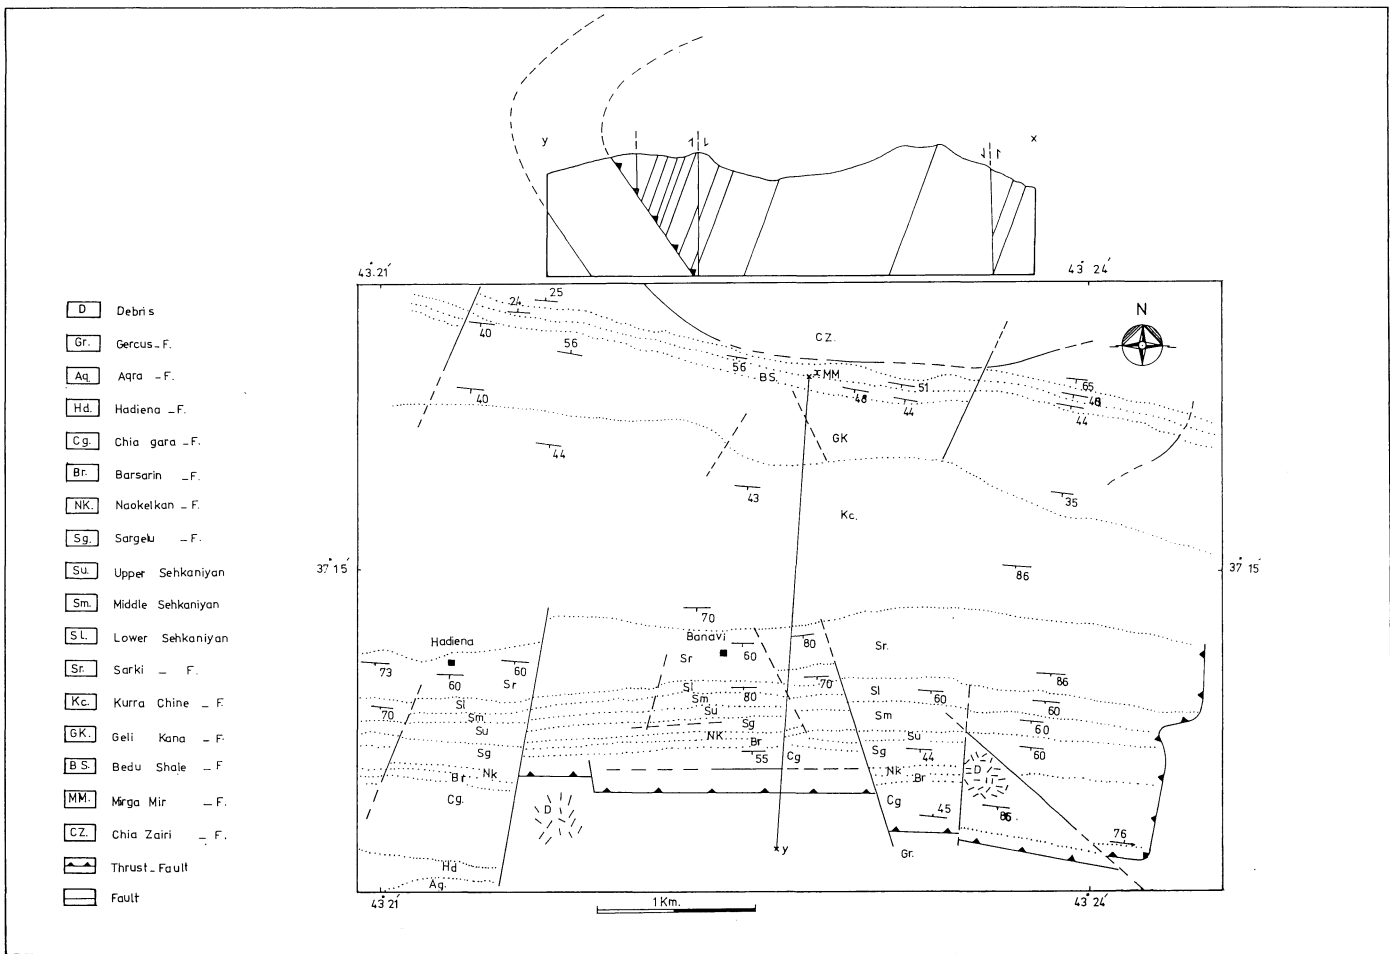 y
x
43° 21′
43° 24′
N
25
24
40
56
CZ.
56
BS.
x MM
51
65
48
48
44
44
40
GK
44
43
35
Kc.
37° 15′
37° 15′
86
70
Hadiena
Banavi
80
Sr.
73
60
Sr
60
60
Sr
70
86
Sl
80
Sl
60
60
70
Sl
Sm
Sm
Sm
Su
Su
Sg
Su
60
Sg
NK
Br
Sg
44
60
Br
Nk
55
Cg
Nk
Br
D
Cg.
D
Cg
45
86
76
y
Gr.
Hd
Ag.
43° 21′
43° 24′
1 Km.
D Debris
Gr. Gercus - F.
Aq. Aqra - F.
Hd. Hadiena - F.
Cg. Chia gara - F.
Br. Barsarin - F.
NK. Naokelkan - F.
Sg. Sargelu - F.
Su. Upper Sehkaniyan
Sm. Middle Sehkaniyan
SL. Lower Sehkaniyan
Sr. Sarki - F.
Kc. Kurra Chine - F
GK. Geli Kana - F.
BS. Bedu Shale - F
MM. Mirga Mir - F.
CZ. Chia Zairi - F.
Thrust-Fault
Fault